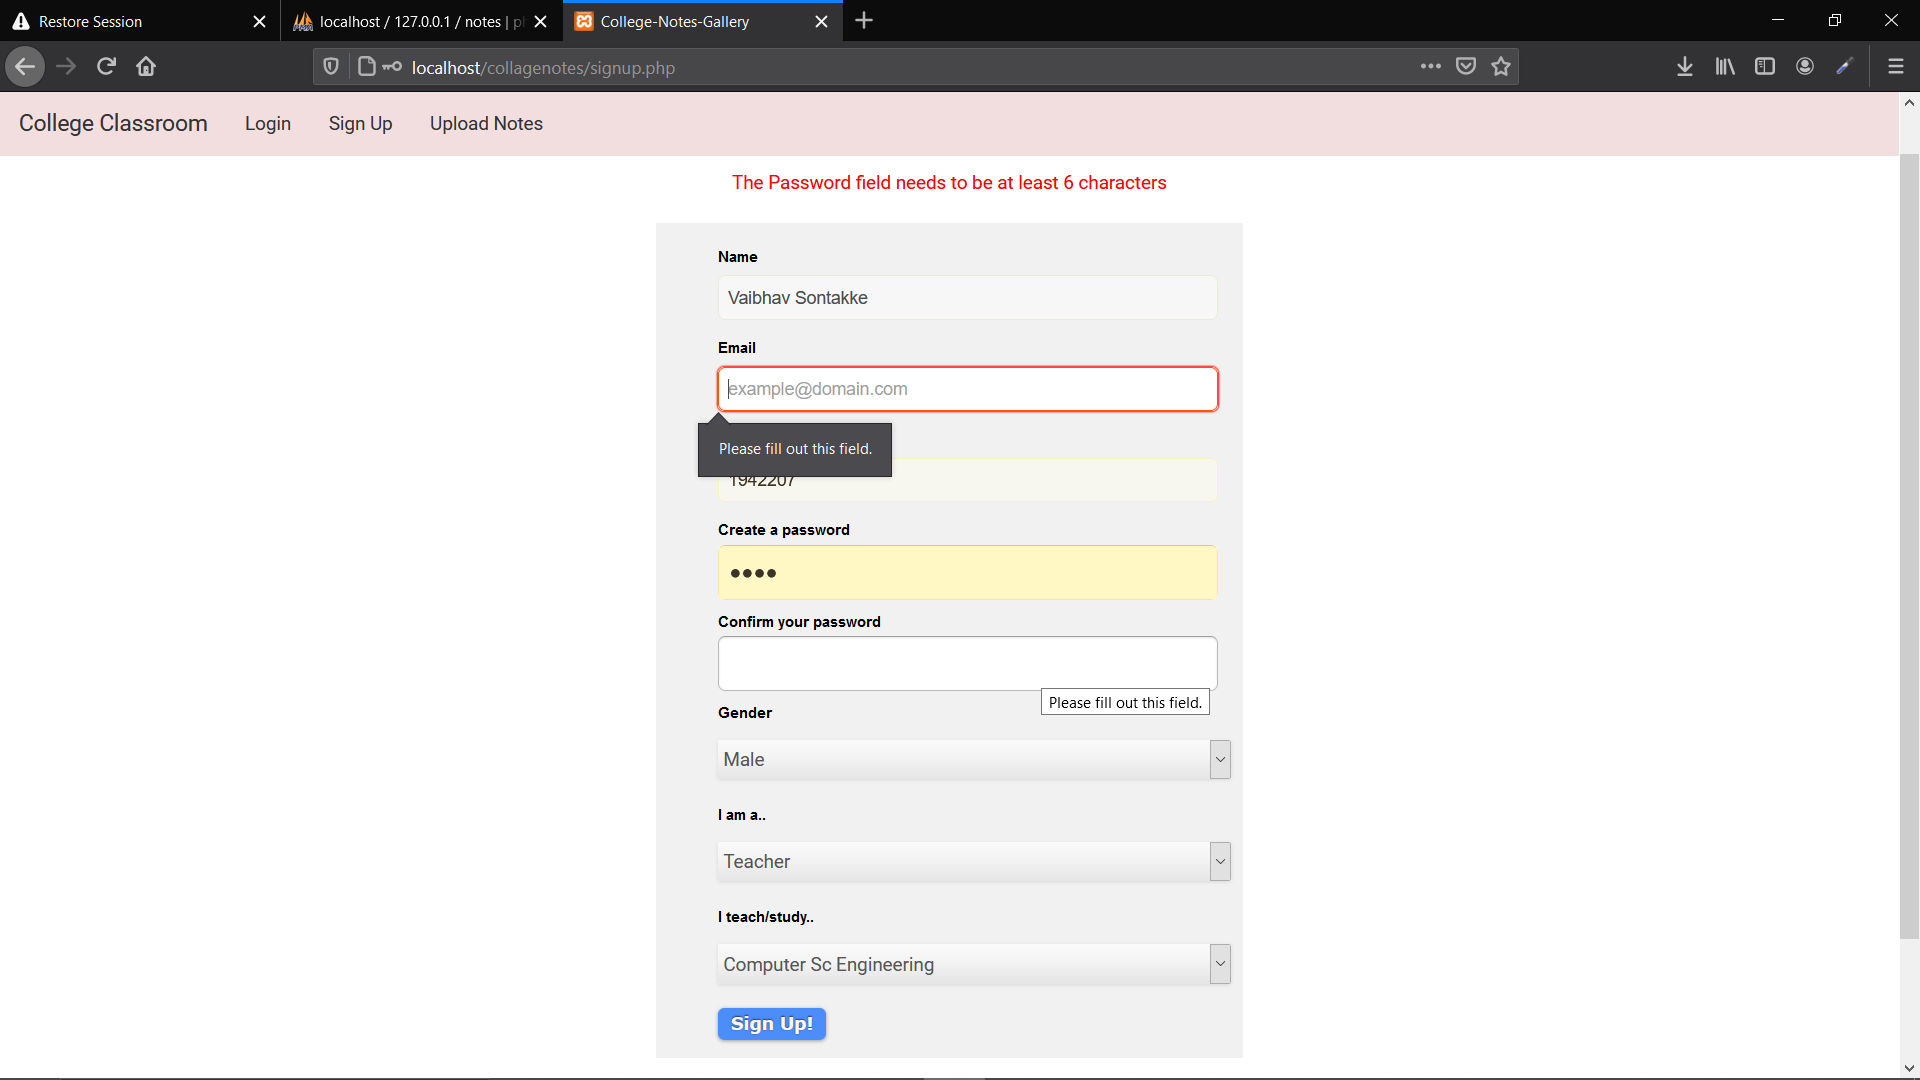 Restore Session
localhost / 127.0.0.1 / notes | ph
College-Notes-Gallery
localhost/collagenotes/signup.php
College Classroom Login Sign Up Upload Notes
The Password field needs to be at least 6 characters
Name
Vaibhav Sontakke
Email
example@domain.com
Please fill out this field.
1942207
Create a password
Confirm your password
Please fill out this field.
Gender
Male
I am a..
Teacher
I teach/study..
Computer Sc Engineering
Sign Up!